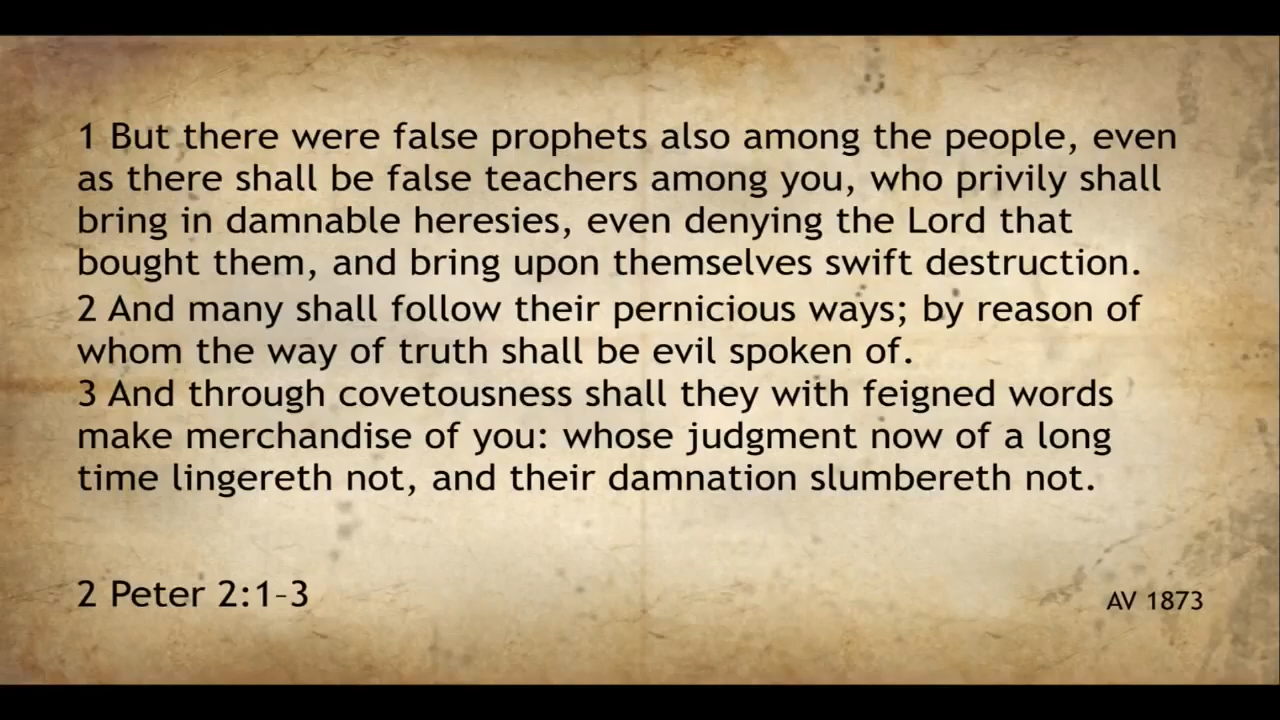 1 But there were false prophets also among the people, even
as there shall be false teachers among you, who privily shall
bring in damnable heresies, even denying the Lord that
bought them, and bring upon themselves swift destruction.
2 And many shall follow their pernicious ways; by reason of
whom the way of truth shall be evil spoken of.
3 And through covetousness shall they with feigned words
make merchandise of you: whose judgment now of a long
time lingereth not, and their damnation slumbereth not.
2 Peter 2:1–3
AV 1873